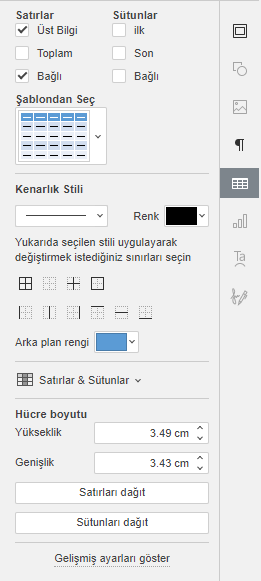 Satırlar Sütunlar
Üst Bilgi ilk
Toplam Son
Bağlı Bağlı
Şablondan Seç
Kenarlık Stili
Renk
Yukarıda seçilen stili uygulayarak
değiştirmek istediğiniz sınırları seçin
Arka plan rengi
Satırlar & Sütunlar
Hücre boyutu
Yükseklik 3.49 cm
Genişlik 3.43 cm
Satırları dağıt
Sütunları dağıt
Gelişmiş ayarları göster
Ta